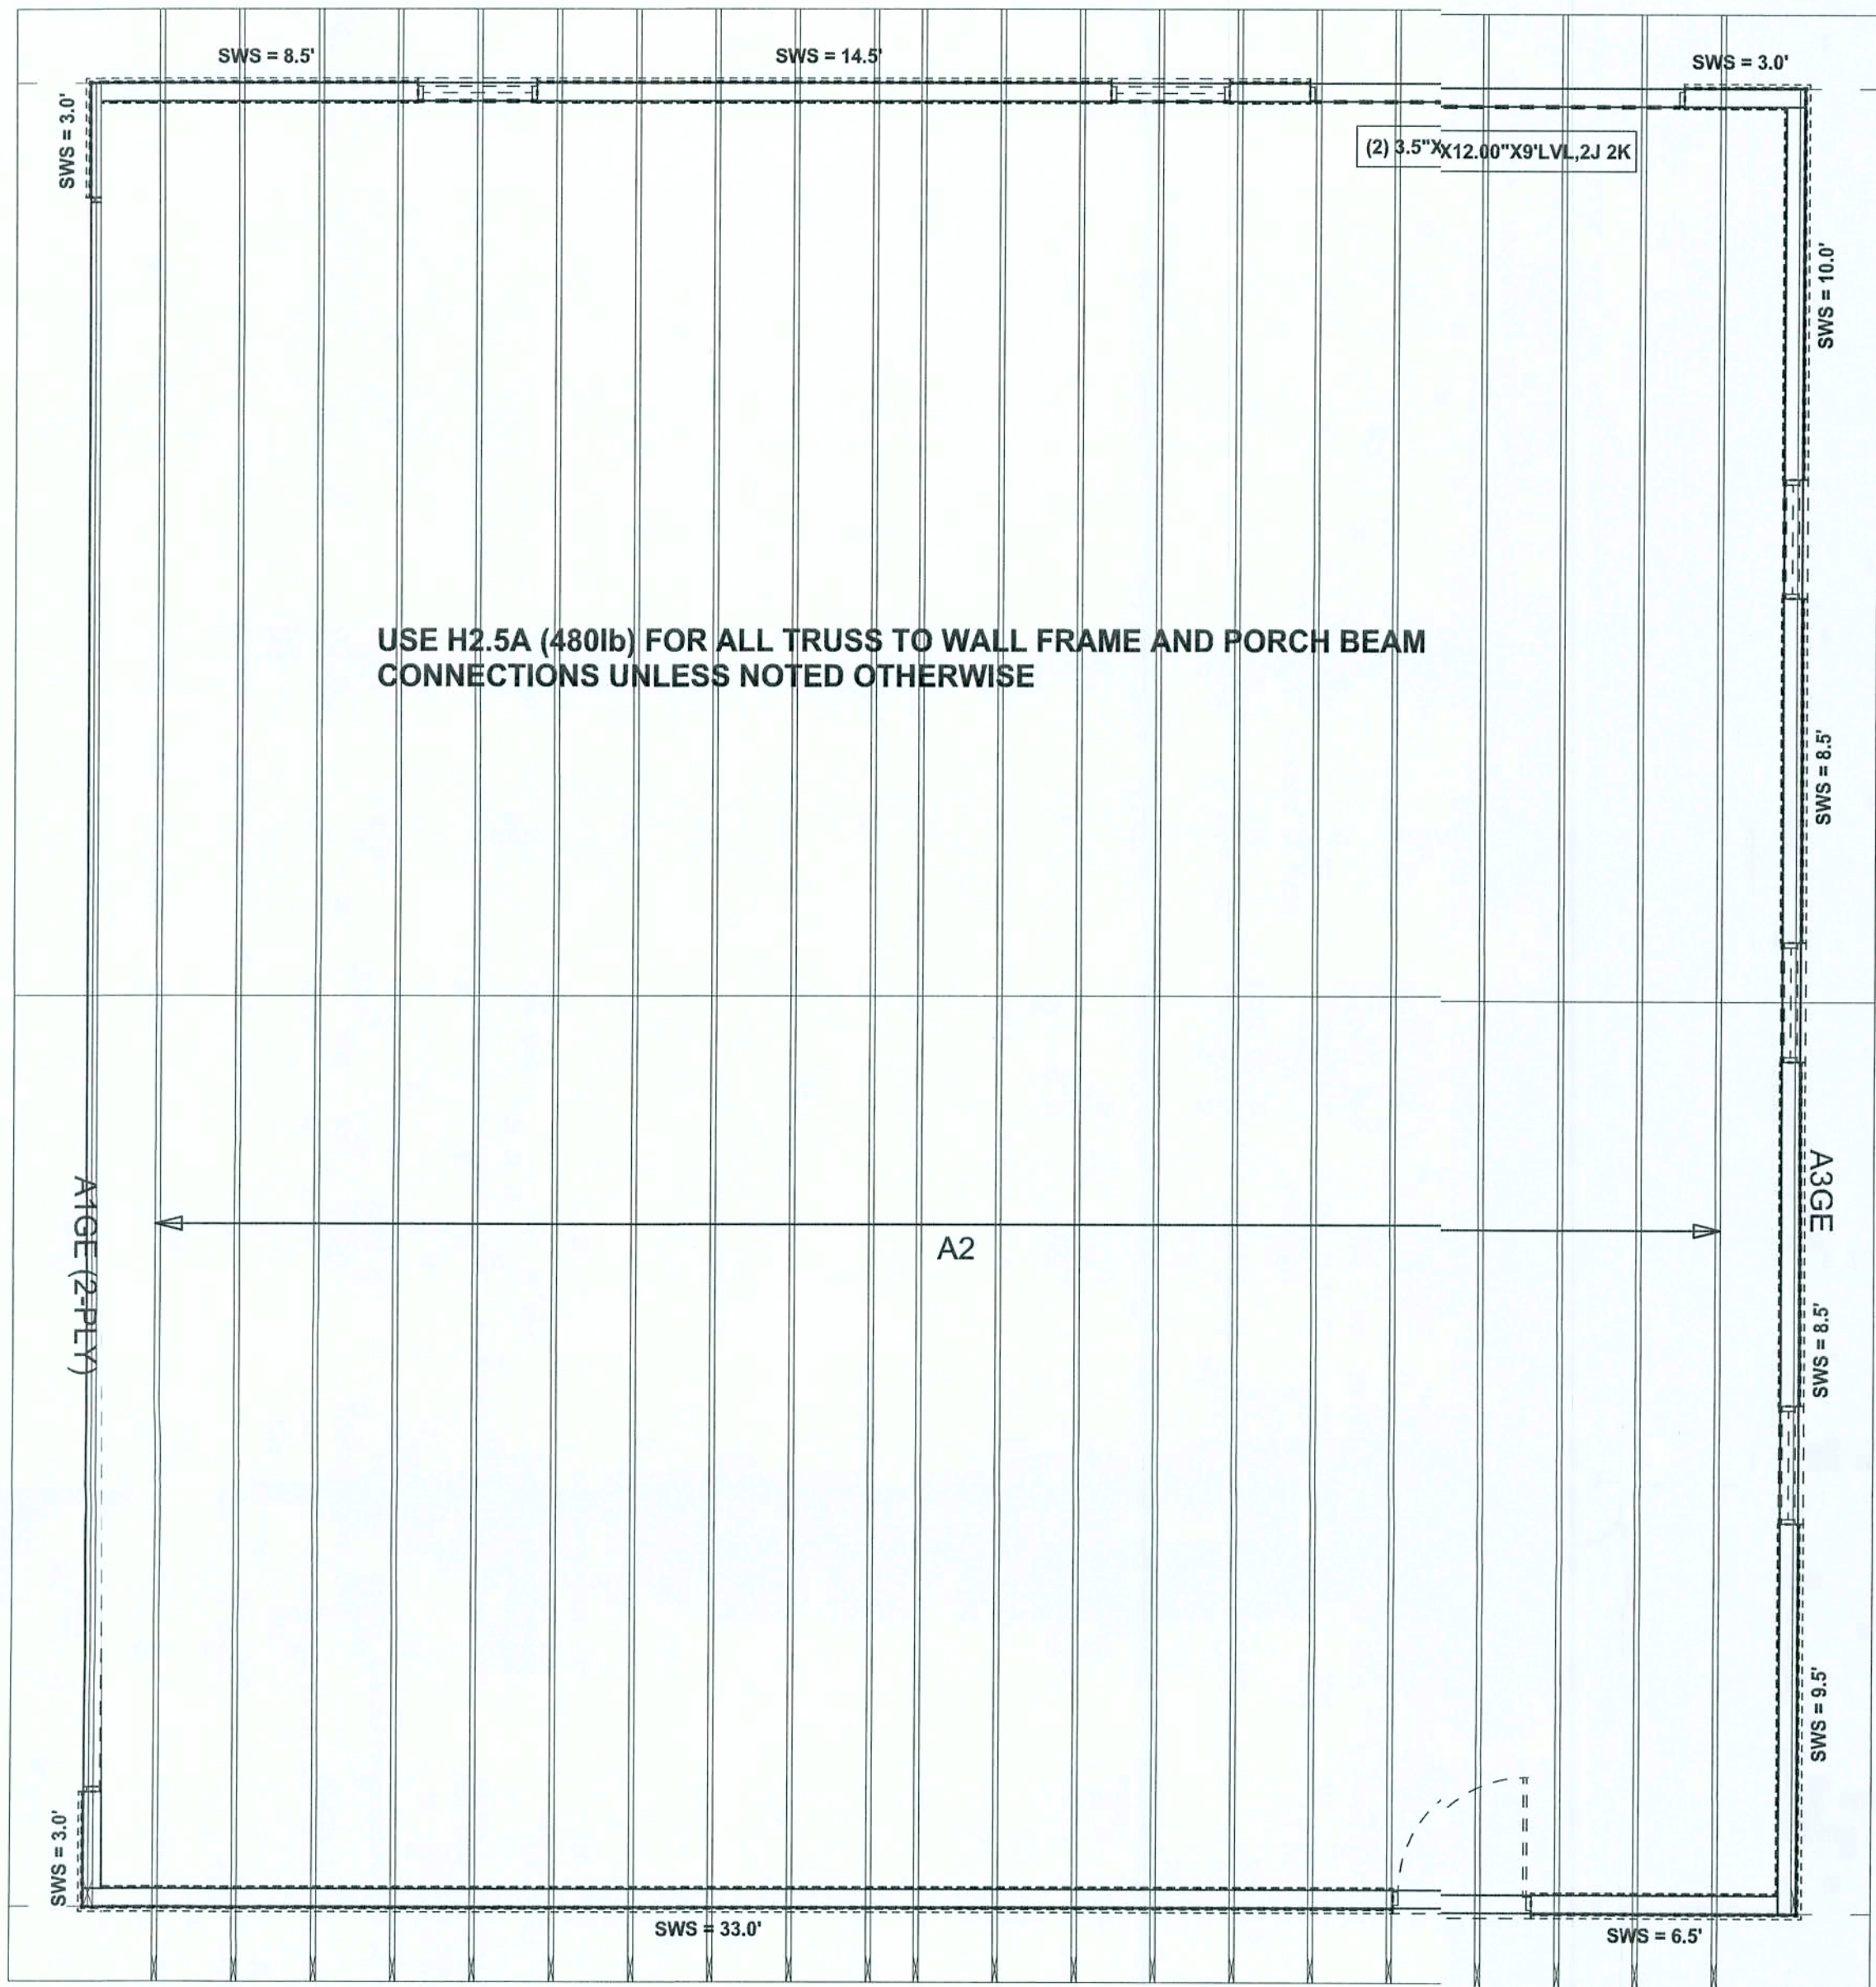 SWS = 8.5'
SWS = 14.5'
SWS = 3.0'
SWS = 3.0'
(2) 3.5"X X12.00"X9'LVL,2J 2K
SWS = 10.0'
USE H2.5A (480lb) FOR ALL TRUSS TO WALL FRAME AND PORCH BEAM
CONNECTIONS UNLESS NOTED OTHERWISE
SWS = 8.5'
A1GE (2-PLY)
A2
A3GE
SWS = 8.5'
SWS = 9.5'
SWS = 3.0'
SWS = 33.0'
SWS = 6.5'